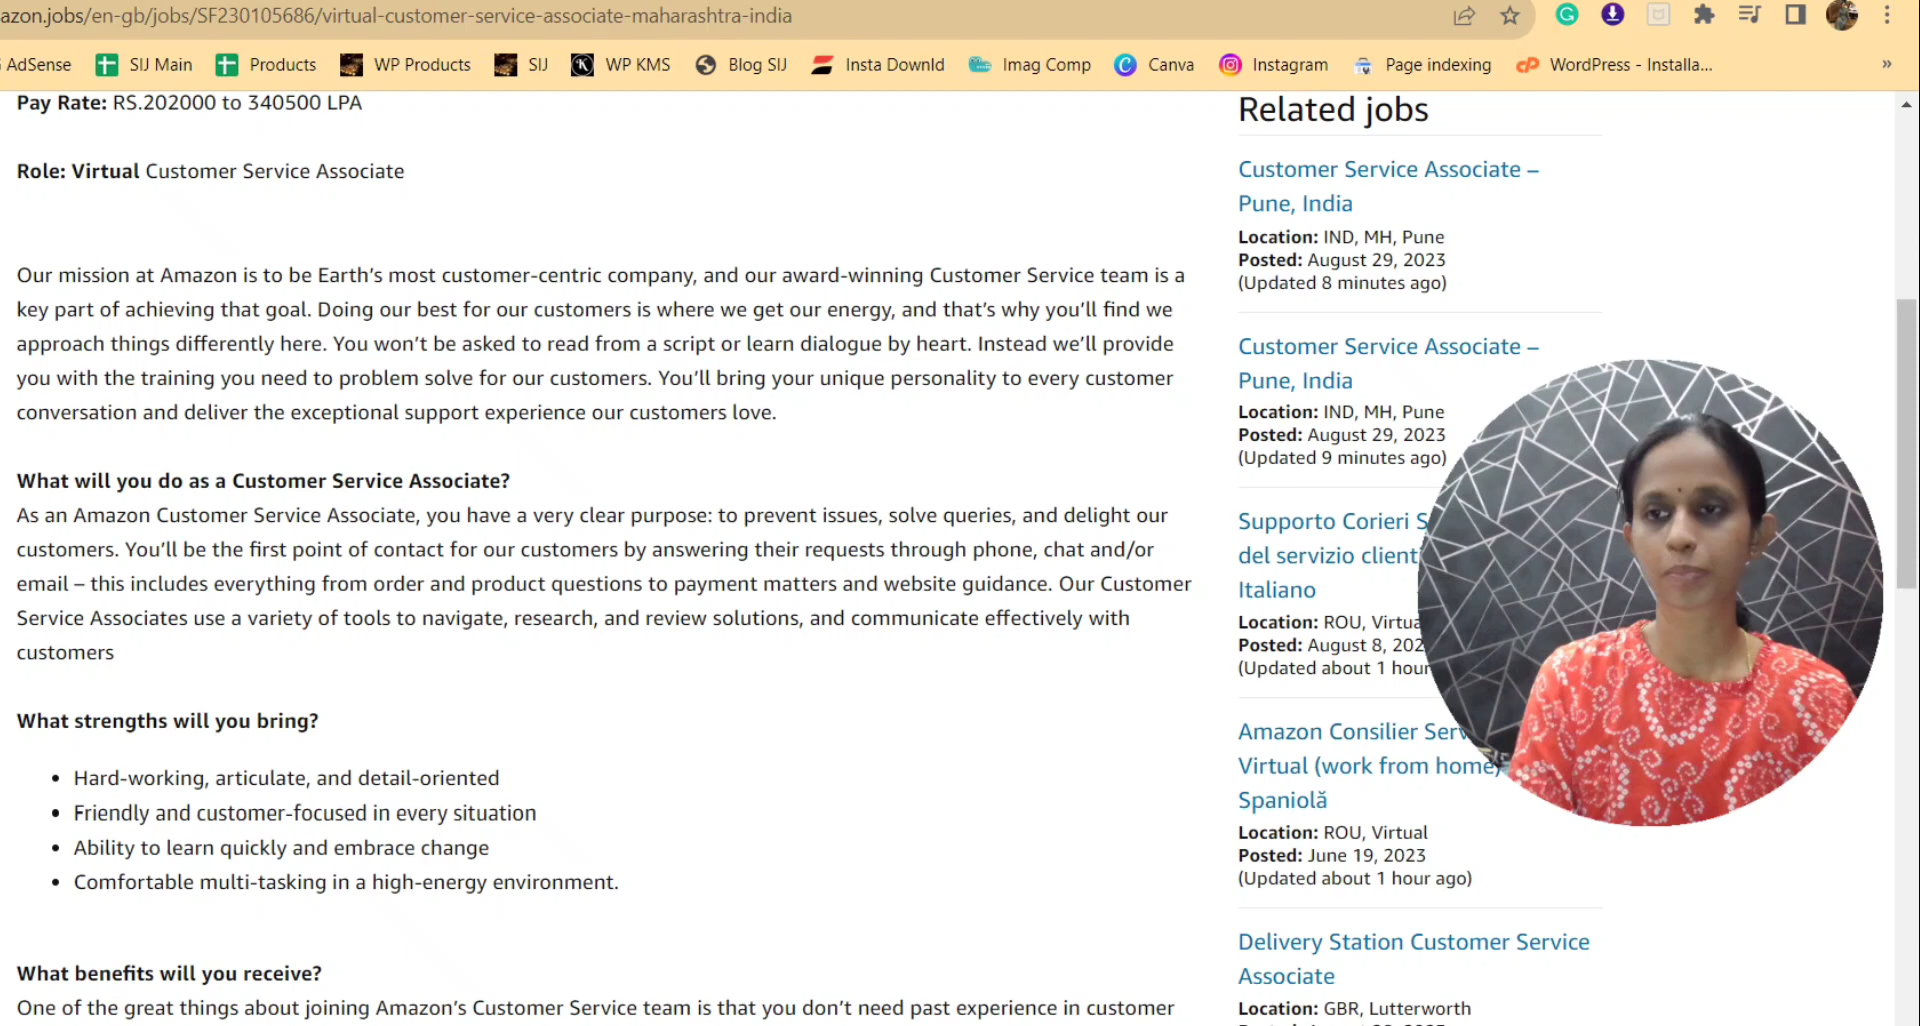 azon.jobs/en-gb/jobs/SF230105686/virtual-customer-service-associate-maharashtra-india
AdSense SIJ Main Products WP Products SIJ WP KMS Blog SIJ Insta Downld Imag Comp Canva Instagram Page indexing WordPress - Installa... »
Pay Rate: RS.202000 to 340500 LPA
Role: Virtual Customer Service Associate
Our mission at Amazon is to be Earth’s most customer-centric company, and our award-winning Customer Service team is a
key part of achieving that goal. Doing our best for our customers is where we get our energy, and that’s why you’ll find we
approach things differently here. You won’t be asked to read from a script or learn dialogue by heart. Instead we’ll provide
you with the training you need to problem solve for our customers. You’ll bring your unique personality to every customer
conversation and deliver the exceptional support experience our customers love.
What will you do as a Customer Service Associate?
As an Amazon Customer Service Associate, you have a very clear purpose: to prevent issues, solve queries, and delight our
customers. You’ll be the first point of contact for our customers by answering their requests through phone, chat and/or
email – this includes everything from order and product questions to payment matters and website guidance. Our Customer
Service Associates use a variety of tools to navigate, research, and review solutions, and communicate effectively with
customers
What strengths will you bring?
• Hard-working, articulate, and detail-oriented
• Friendly and customer-focused in every situation
• Ability to learn quickly and embrace change
• Comfortable multi-tasking in a high-energy environment.
What benefits will you receive?
One of the great things about joining Amazon’s Customer Service team is that you don’t need past experience in customer
Related jobs
Customer Service Associate –
Pune, India
Location: IND, MH, Pune
Posted: August 29, 2023
(Updated 8 minutes ago)
Customer Service Associate –
Pune, India
Location: IND, MH, Pune
Posted: August 29, 2023
(Updated 9 minutes ago)
Supporto Corieri S
del servizio clienti
Italiano
Location: ROU, Virtua
Posted: August 8, 202
(Updated about 1 hour
Amazon Consilier Serv
Virtual (work from home)
Spaniolă
Location: ROU, Virtual
Posted: June 19, 2023
(Updated about 1 hour ago)
Delivery Station Customer Service
Associate
Location: GBR, Lutterworth